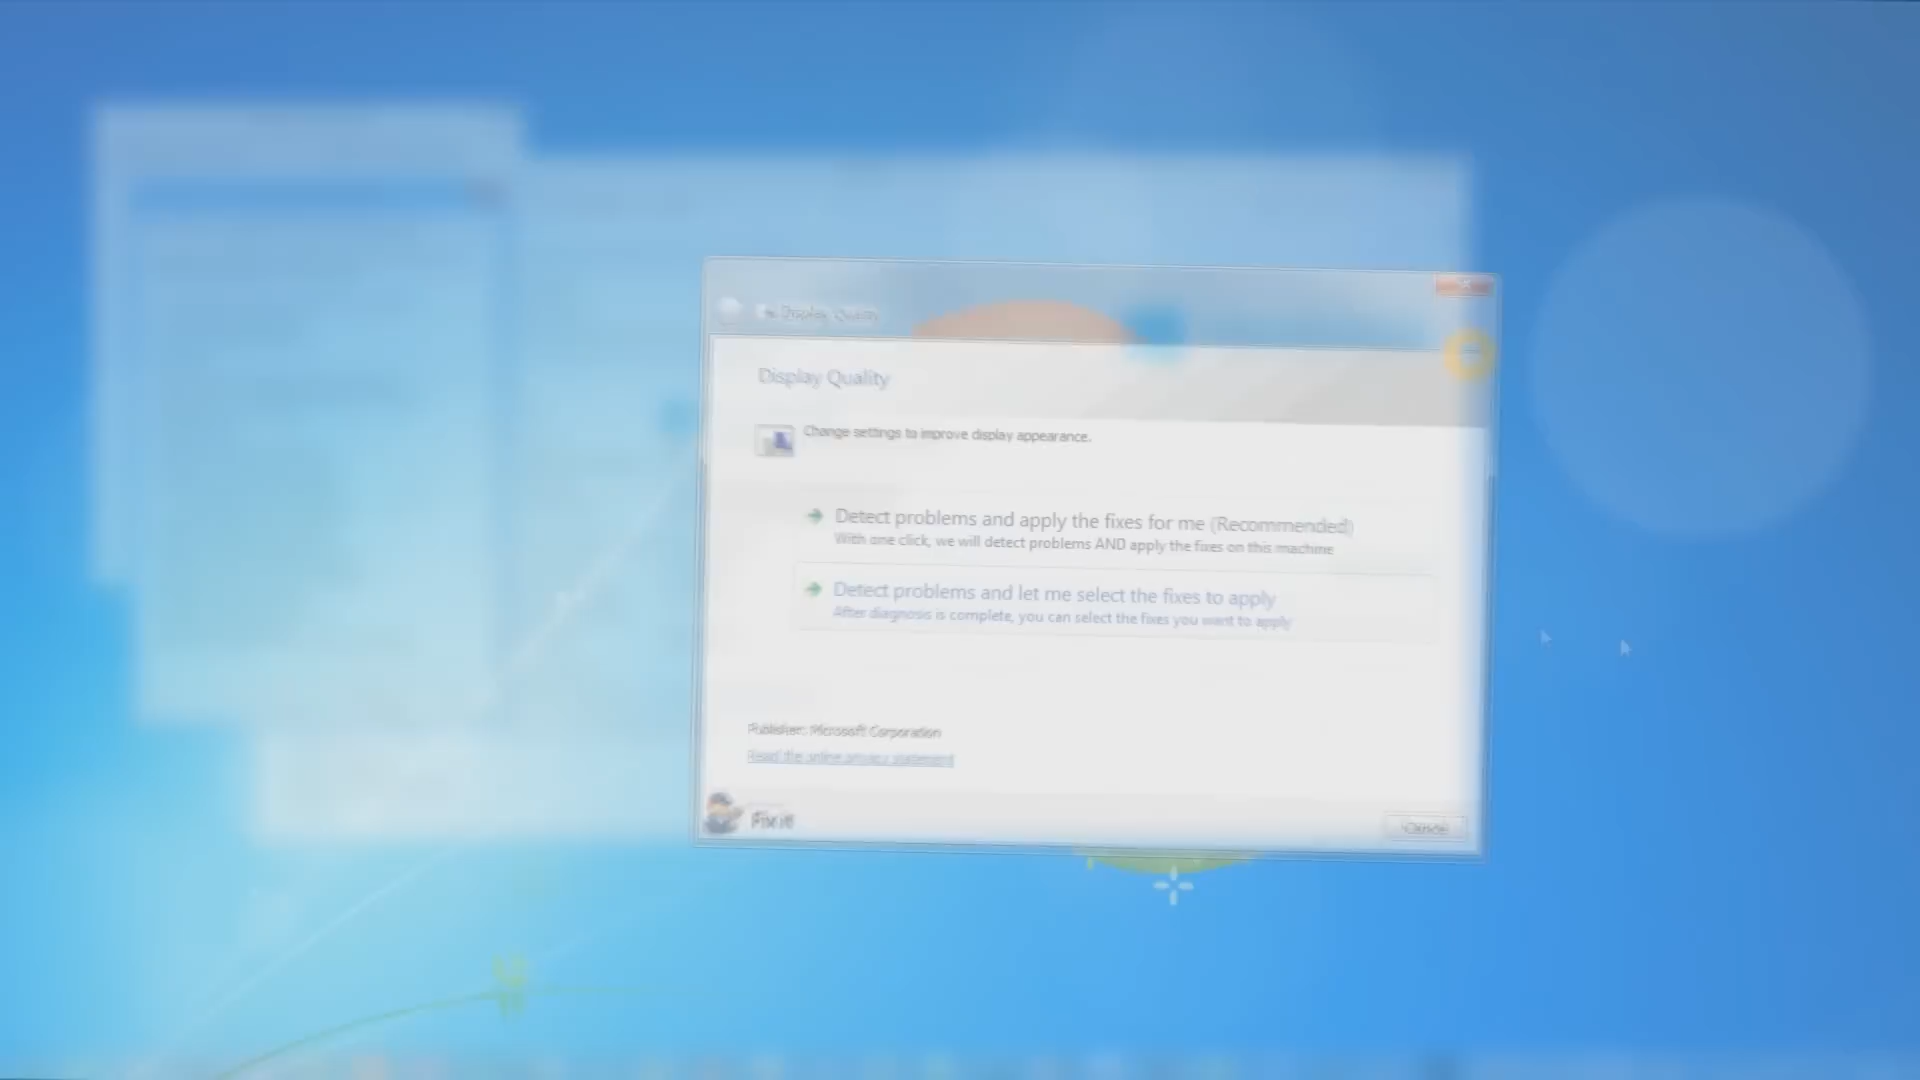 Display Quality
Display Quality
Change settings to improve display appearance.
Detect problems and apply the fixes for me (Recommended)
With one click, we will detect problems AND apply the fixes on this machine
Detect problems and let me select the fixes to apply
After diagnosis is complete, you can select the fixes you want to apply
Publisher: Microsoft Corporation
Read the online privacy statement
Fix it
Cancel